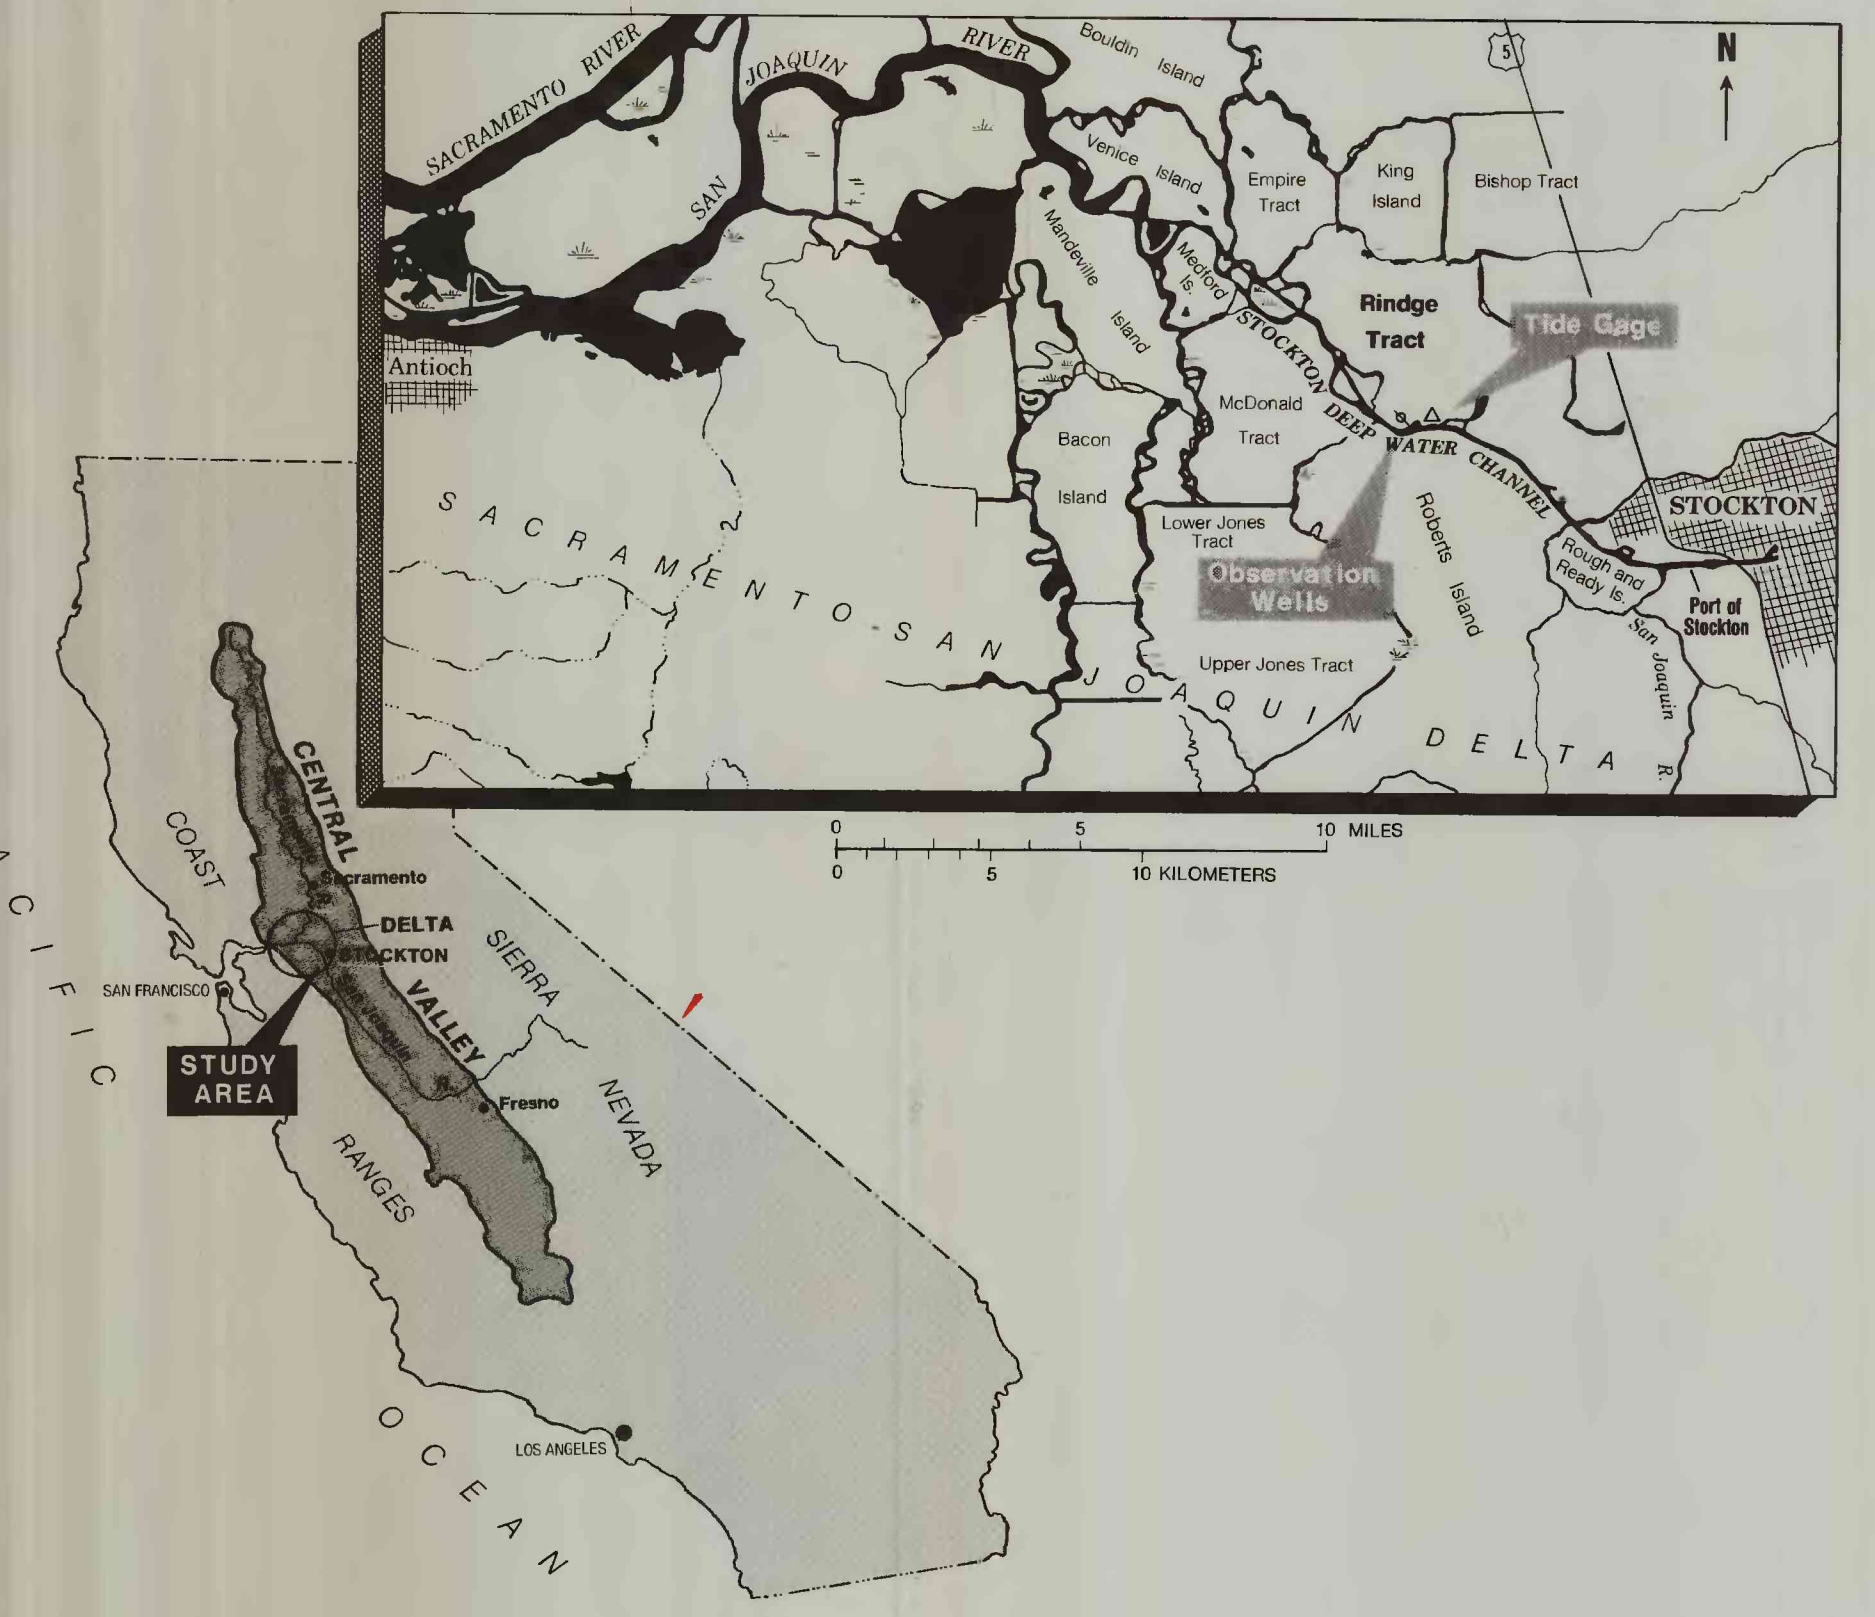 SACRAMENTO RIVER
SAN JOAQUIN RIVER
Bouldin
Island
5
N
Venice
Island
Empire
Tract
King
Island
Bishop Tract
Mandeville
Island
Medford
Is.
Rindge
Tract
Tide Gage
Antioch
STOCKTON DEEP WATER CHANNEL
McDonald
Tract
Bacon
Island
Lower Jones
Tract
Observation
Wells
Roberts
Island
STOCKTON
Rough and
Ready Is.
Port of
Stockton
San Joaquin R.
Upper Jones Tract
SACRAMENTO - SAN JOAQUIN DELTA
0 5 10 MILES
0 5 10 KILOMETERS
CENTRAL VALLEY
COAST RANGES
Sacramento
DELTA
STOCKTON
SAN FRANCISCO
San Joaquin R.
SIERRA NEVADA
STUDY
AREA
Fresno
ACIFIC OCEAN
LOS ANGELES